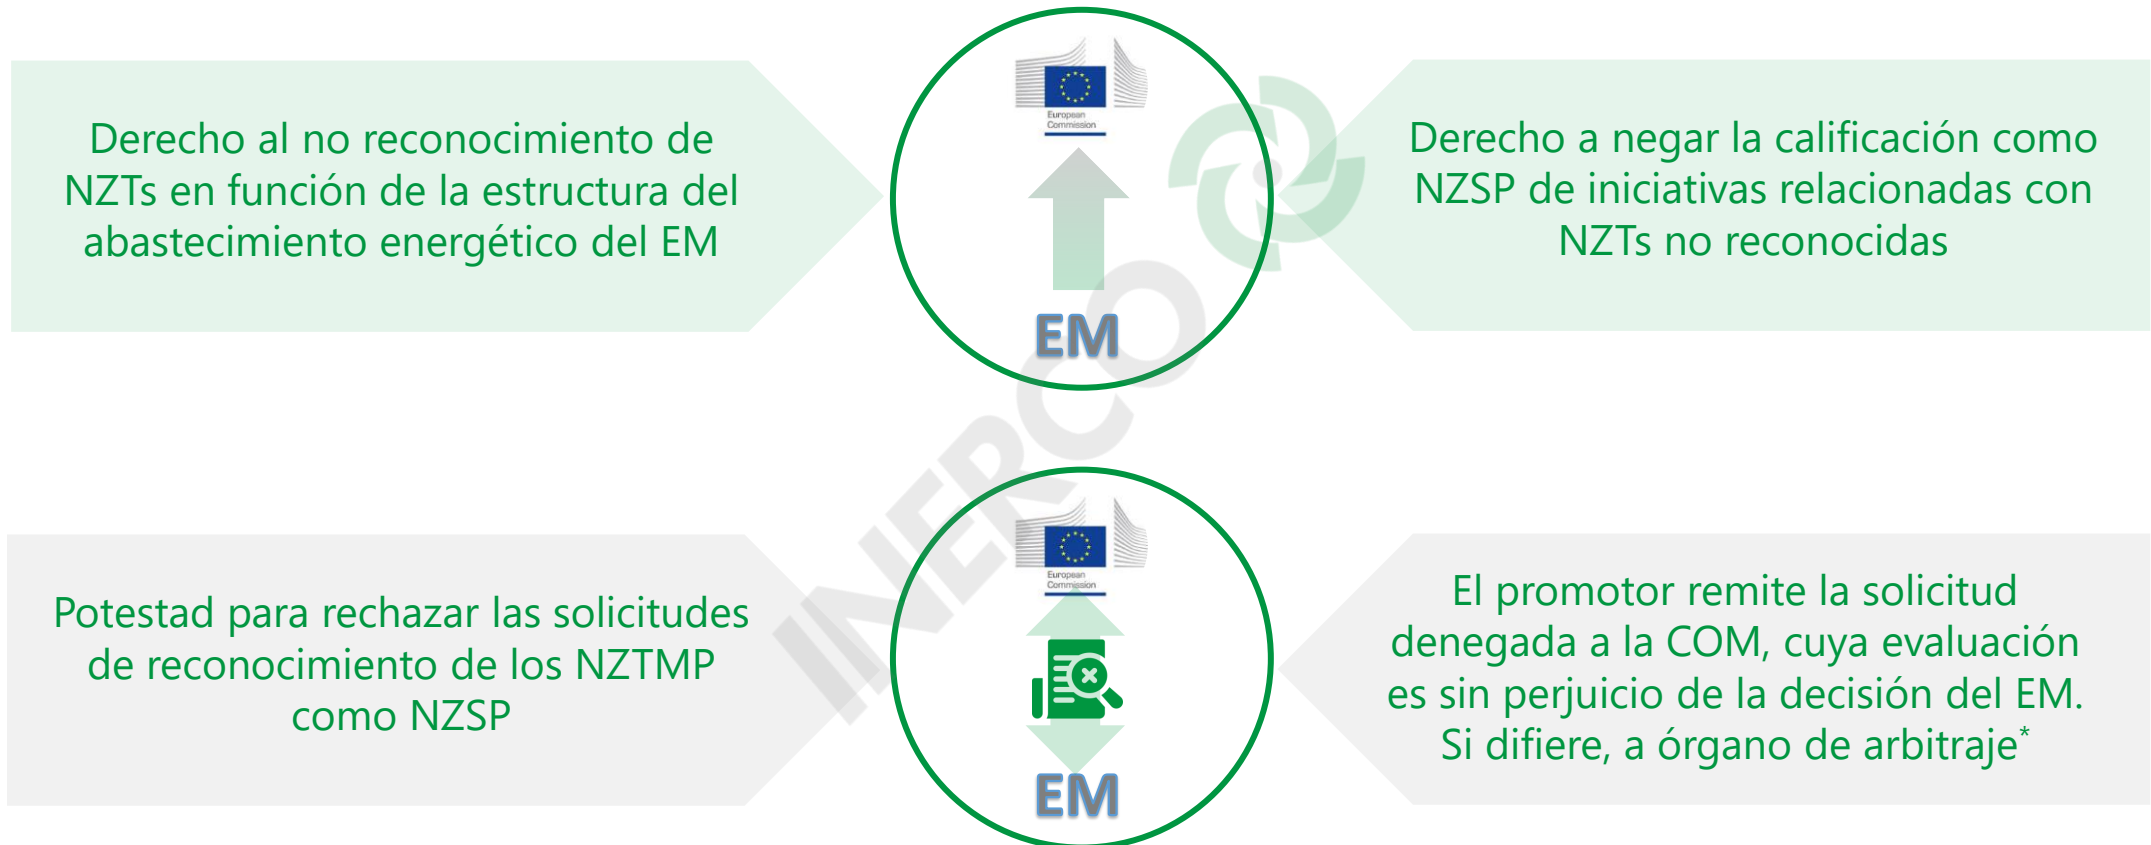 Derecho al no reconocimiento de
NZTs en función de la estructura del
abastecimiento energético del EM
European
Commission
EM
Derecho a negar la calificación como
NZSP de iniciativas relacionadas con
NZTs no reconocidas
INERCO
Potestad para rechazar las solicitudes
de reconocimiento de los NZTMP
como NZSP
European
Commission
EM
El promotor remite la solicitud
denegada a la COM, cuya evaluación
es sin perjuicio de la decisión del EM.
Si difiere, a órgano de arbitraje*